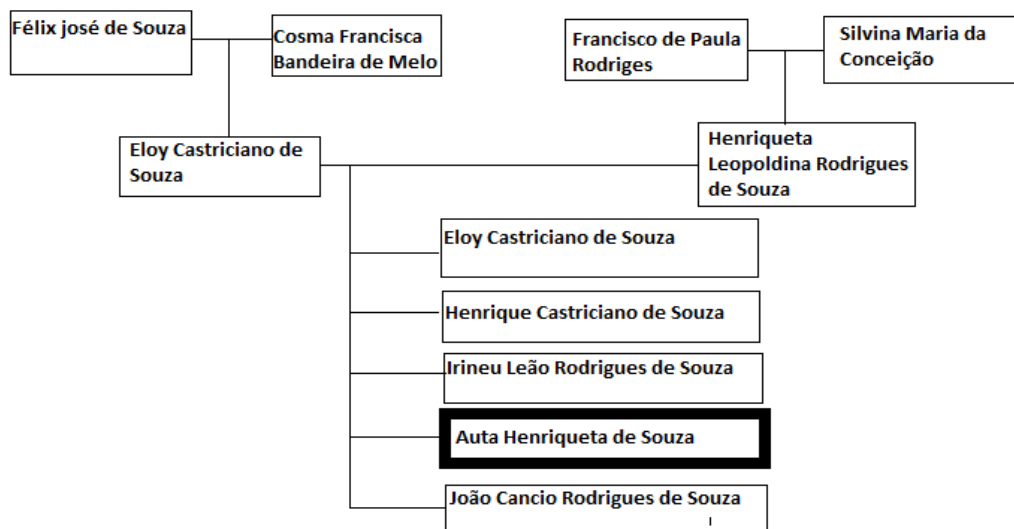 Félix josé de Souza
Cosma Francisca
Bandeira de Melo
Francisco de Paula
Rodriges
Silvina Maria da
Conceição
Eloy Castriciano de
Souza
Henriqueta
Leopoldina Rodrigues
de Souza
Eloy Castriciano de Souza
Henrique Castriciano de Souza
Irineu Leão Rodrigues de Souza
Auta Henriqueta de Souza
João Cancio Rodrigues de Souza